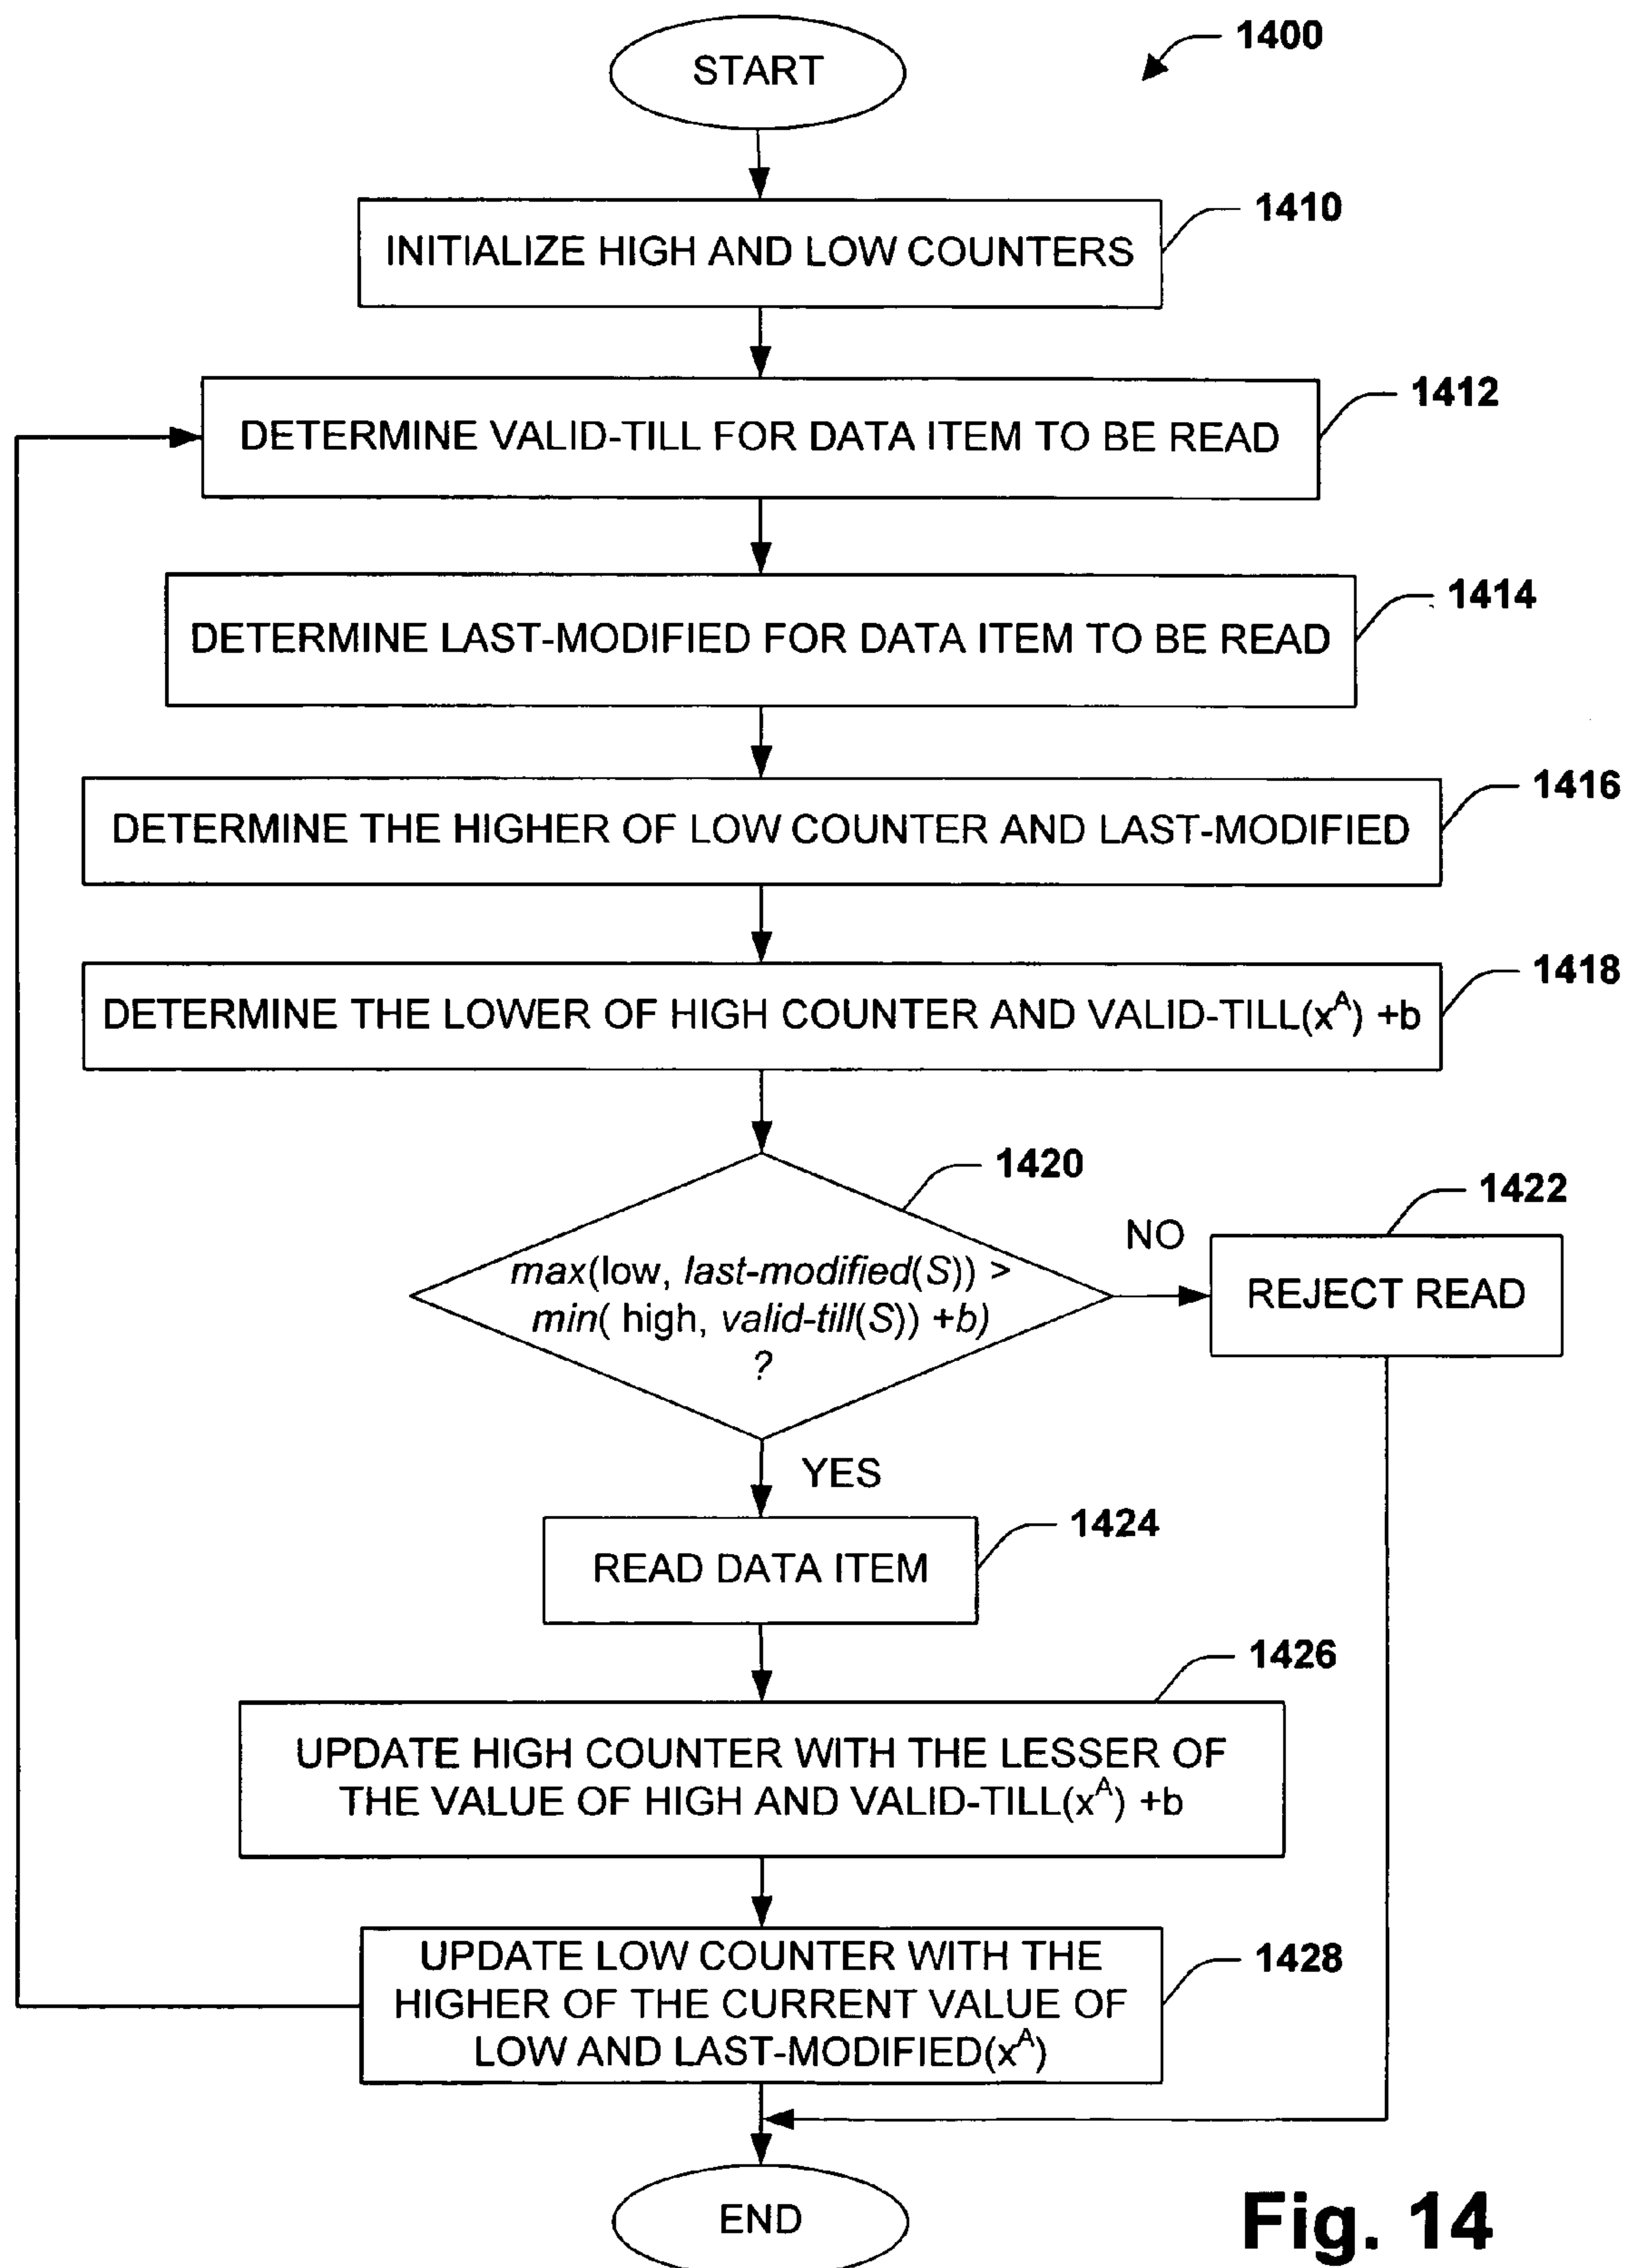 1400
START
1410
INITIALIZE HIGH AND LOW COUNTERS
1412
DETERMINE VALID-TILL FOR DATA ITEM TO BE READ
1414
DETERMINE LAST-MODIFIED FOR DATA ITEM TO BE READ
1416
DETERMINE THE HIGHER OF LOW COUNTER AND LAST-MODIFIED
1418
DETERMINE THE LOWER OF HIGH COUNTER AND VALID-TILL(x^A) +b
1420
1422
NO
max(low, last-modified(S)) >
min( high, valid-till(S)) +b)
?
REJECT READ
YES
1424
READ DATA ITEM
1426
UPDATE HIGH COUNTER WITH THE LESSER OF
THE VALUE OF HIGH AND VALID-TILL(x^A) +b
1428
UPDATE LOW COUNTER WITH THE
HIGHER OF THE CURRENT VALUE OF
LOW AND LAST-MODIFIED(x^A)
END
Fig. 14